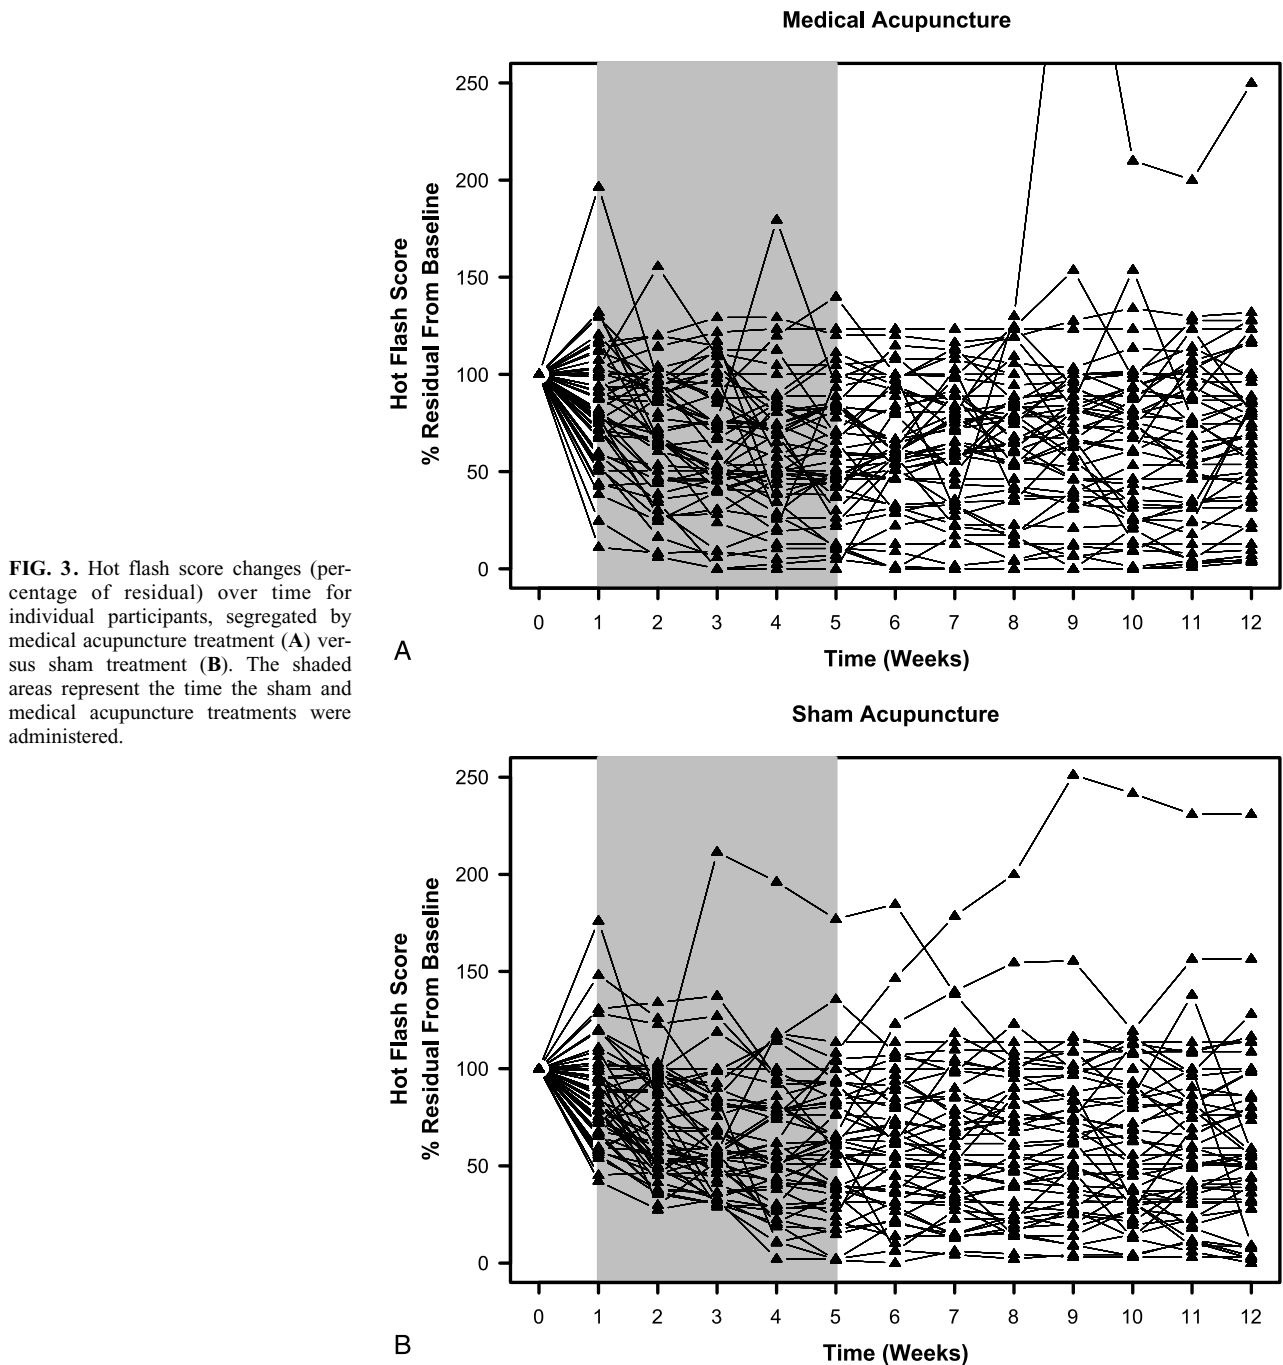 Medical Acupuncture
250
200
150
100
50
0
Hot Flash Score
% Residual From Baseline
0 1 2 3 4 5 6 7 8 9 10 11 12
Time (Weeks)
A
FIG. 3. Hot flash score changes (per-
centage of residual) over time for
individual participants, segregated by
medical acupuncture treatment (A) ver-
sus sham treatment (B). The shaded
areas represent the time the sham and
medical acupuncture treatments were
administered.
Sham Acupuncture
250
200
150
100
50
0
Hot Flash Score
% Residual From Baseline
0 1 2 3 4 5 6 7 8 9 10 11 12
Time (Weeks)
B